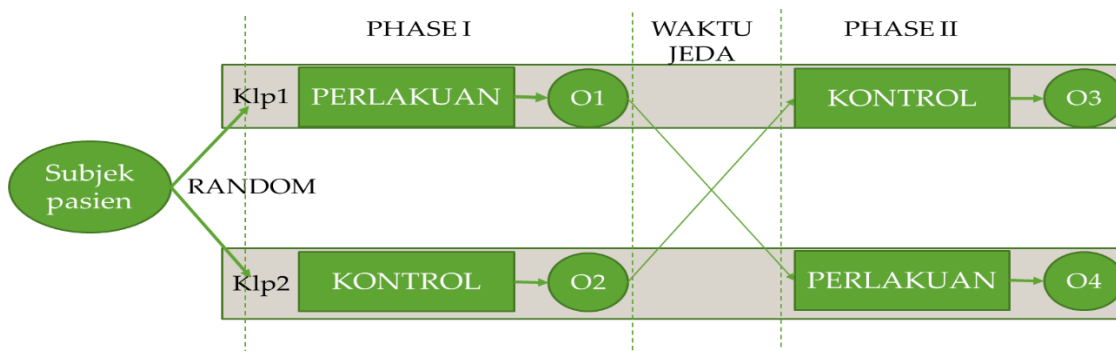 PHASE I
WAKTU
JEDA
PHASE II
Klp1
PERLAKUAN
O1
KONTROL
O3
Subjek
pasien
RANDOM
Klp2
KONTROL
O2
PERLAKUAN
O4